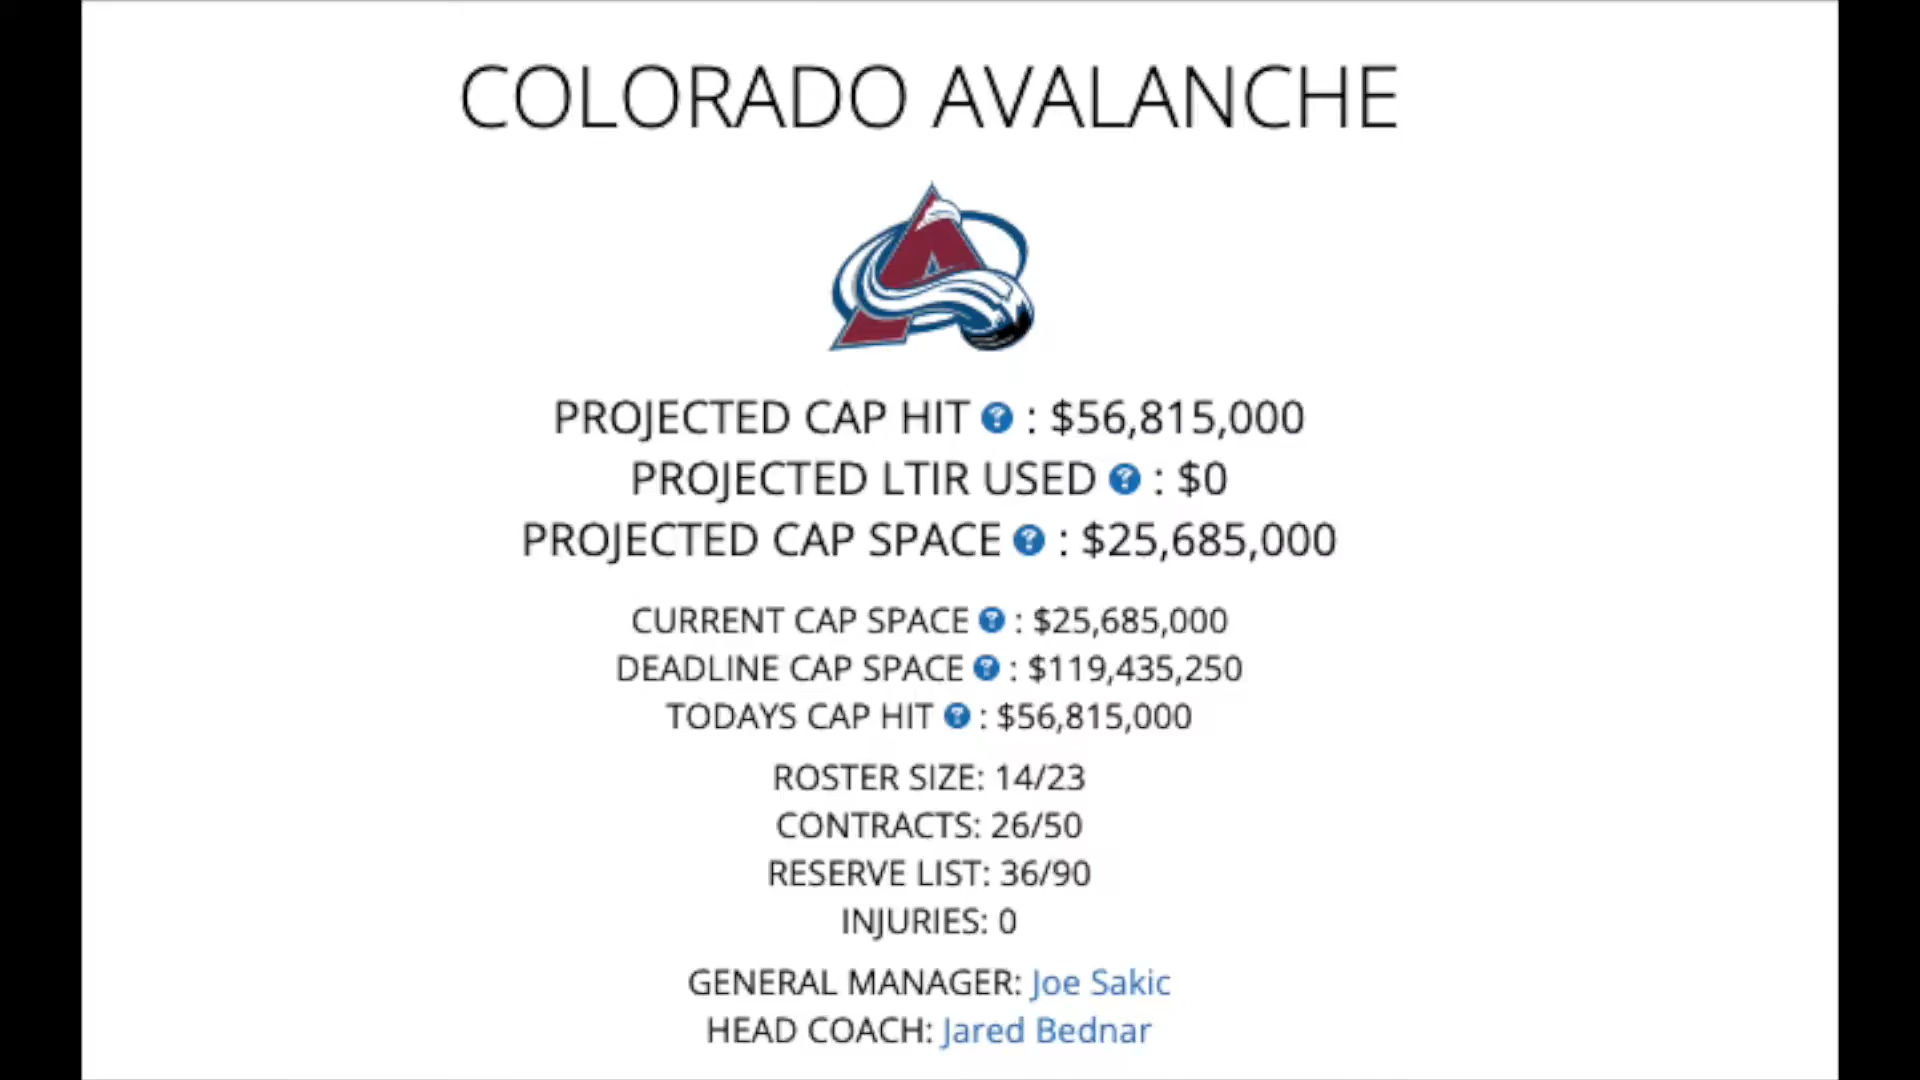 COLORADO AVALANCHE
PROJECTED CAP HIT ? : $56,815,000
PROJECTED LTIR USED ? : $0
PROJECTED CAP SPACE ? : $25,685,000
CURRENT CAP SPACE ? : $25,685,000
DEADLINE CAP SPACE ? : $119,435,250
TODAYS CAP HIT ? : $56,815,000
ROSTER SIZE: 14/23
CONTRACTS: 26/50
RESERVE LIST: 36/90
INJURIES: 0
GENERAL MANAGER: Joe Sakic
HEAD COACH: Jared Bednar